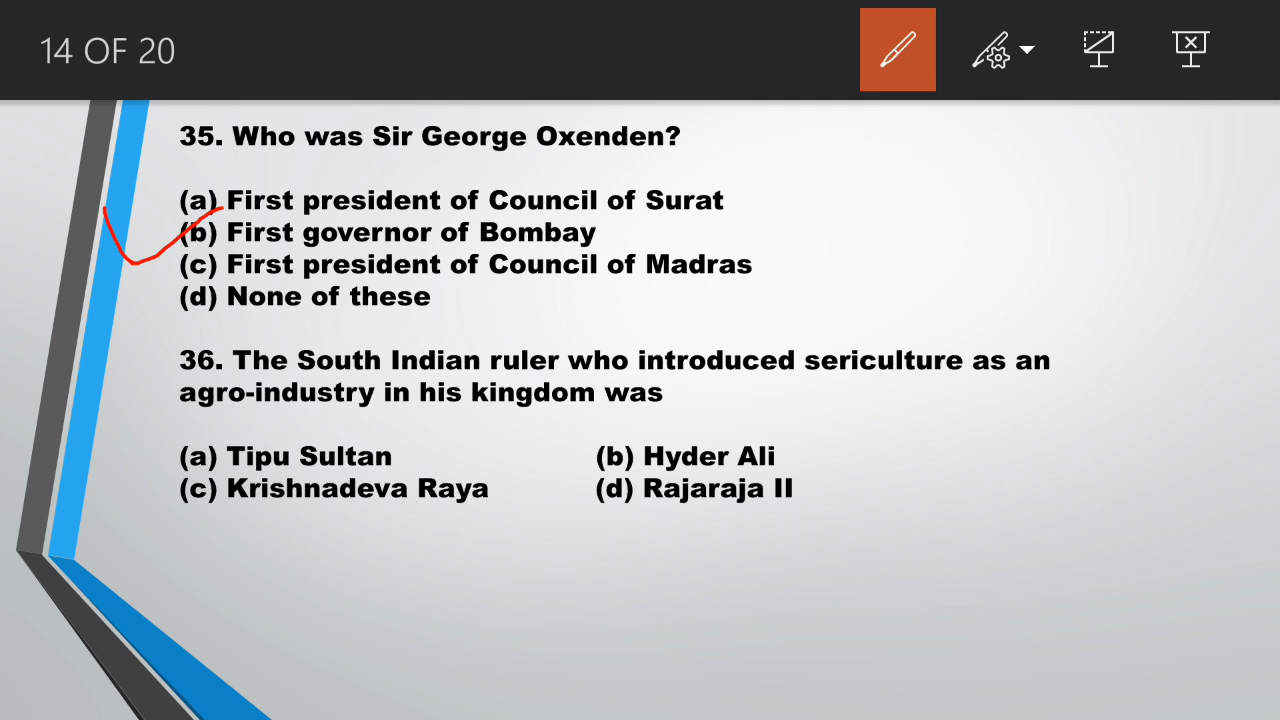 14 OF 20
35. Who was Sir George Oxenden?
(a) First president of Council of Surat
(b) First governor of Bombay
(c) First president of Council of Madras
(d) None of these
36. The South Indian ruler who introduced sericulture as an
agro-industry in his kingdom was
(a) Tipu Sultan (b) Hyder Ali
(c) Krishnadeva Raya (d) Rajaraja II